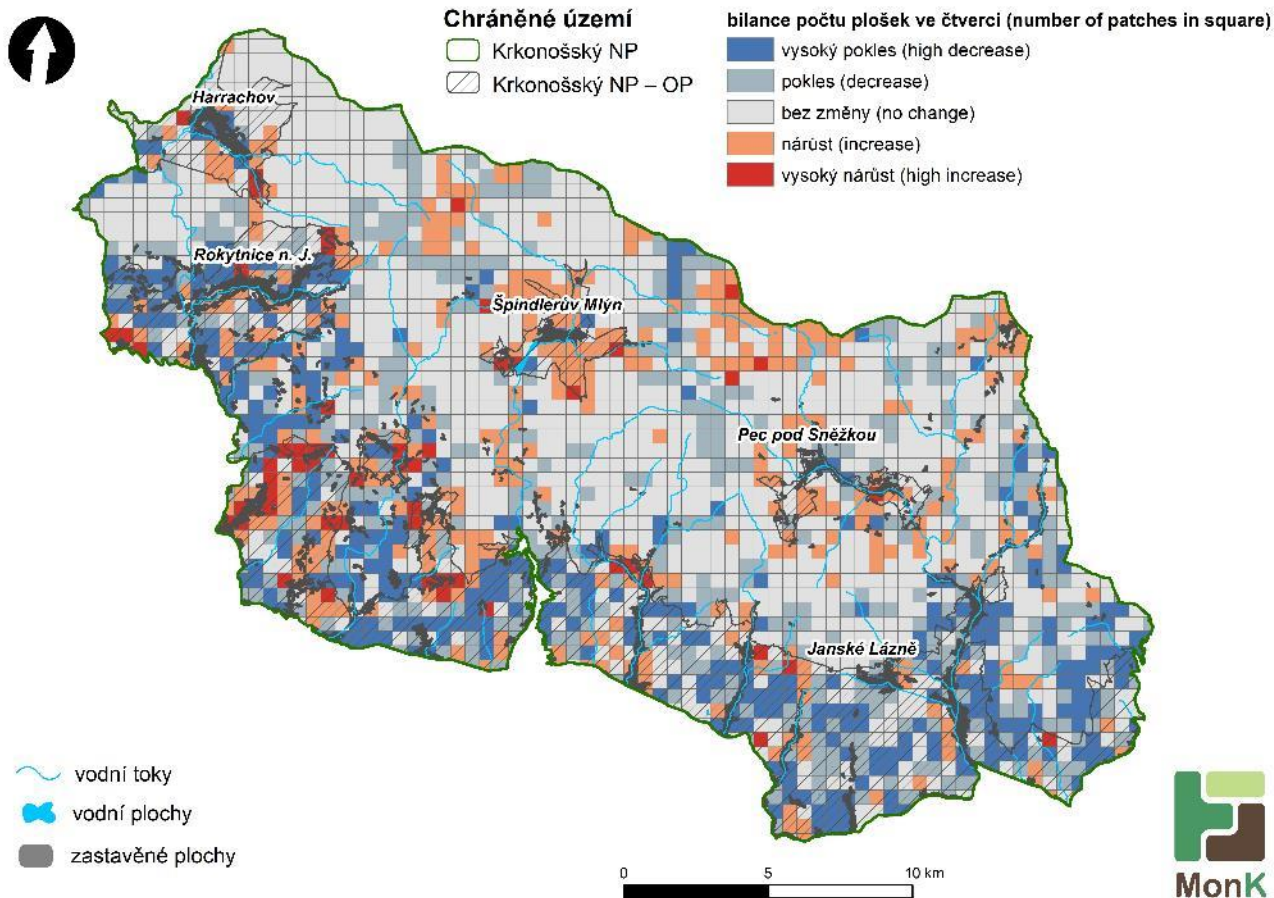 Chráněné území
Krkonošský NP
Krkonošský NP – OP
bilance počtu plošek ve čtverci (number of patches in square)
vysoký pokles (high decrease)
pokles (decrease)
bez změny (no change)
nárůst (increase)
vysoký nárůst (high increase)
Harrachov
Rokytnice n. J.
Špindlerův Mlýn
Pec pod Sněžkou
Janské Lázně
vodní toky
vodní plochy
zastavěné plochy
0 5 10 km
MonK